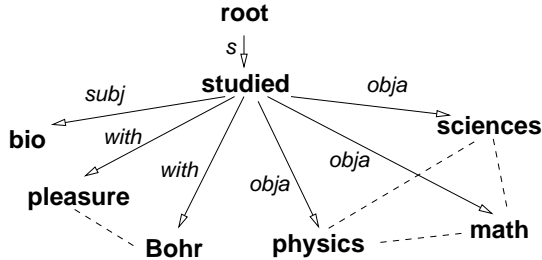 root
s
studied
subj
obja
bio
with
sciences
with
obja
pleasure
obja
math
Bohr
physics